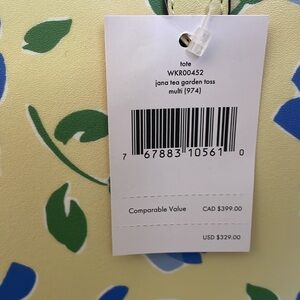 tote
WKR00452
jana tea garden toss
multi (974)
7 67883 10561 0
Comparable Value CAD $399.00
USD $329.00